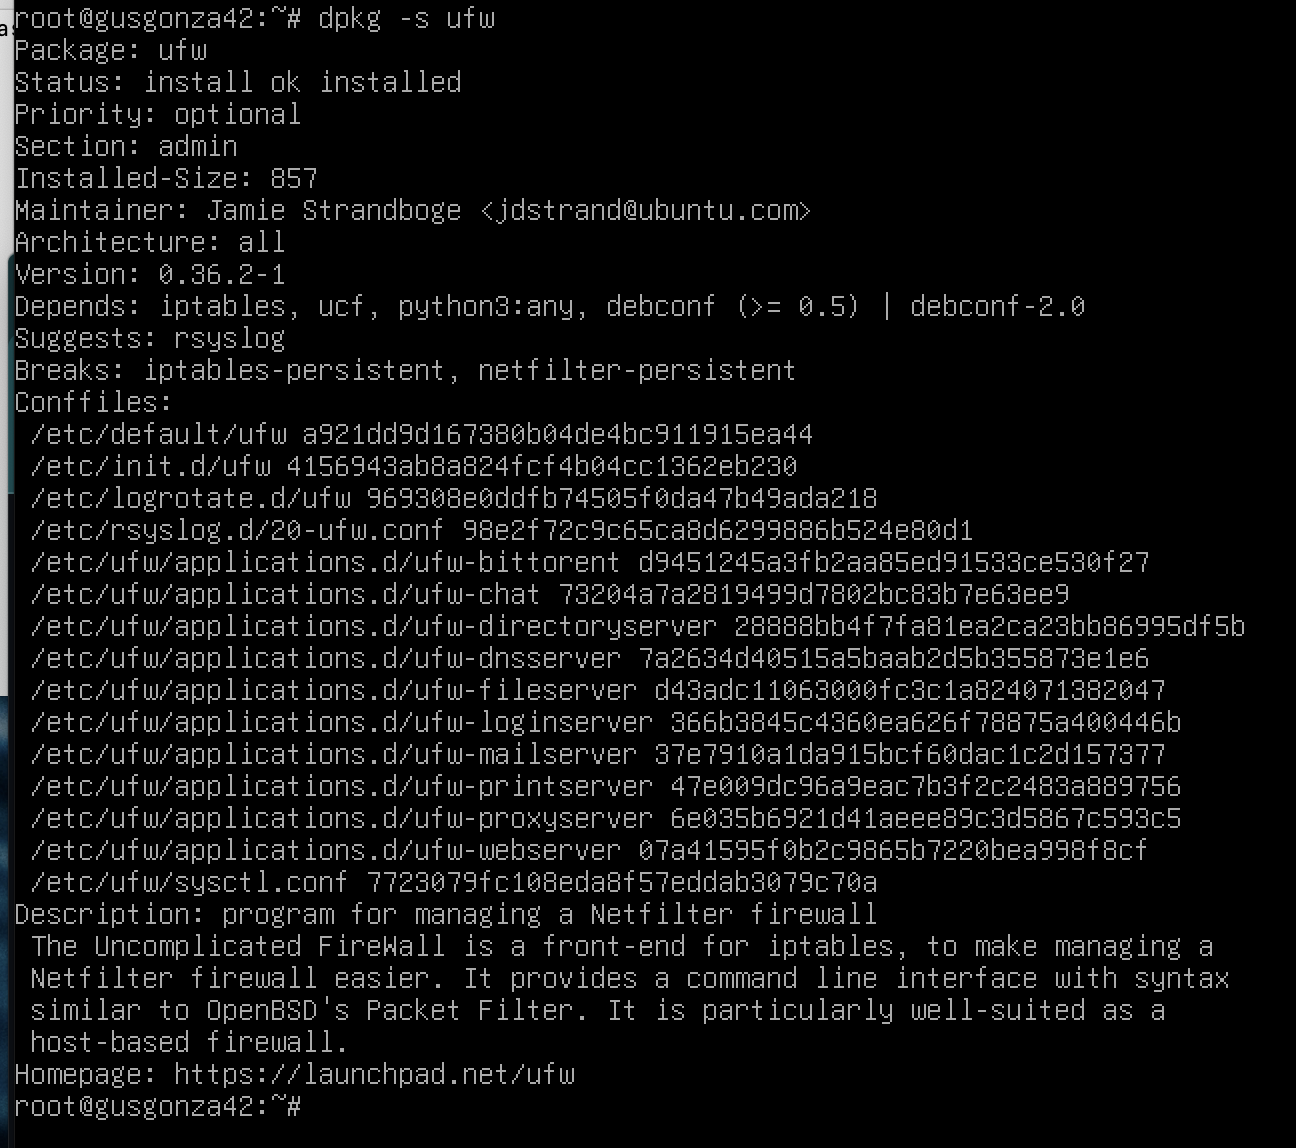 root@gusgonza42:~# dpkg -s ufw
Package: ufw
Status: install ok installed
Priority: optional
Section: admin
Installed-Size: 857
Maintainer: Jamie Strandboge <jdstrand@ubuntu.com>
Architecture: all
Version: 0.36.2-1
Depends: iptables, ucf, python3:any, debconf (>= 0.5) | debconf-2.0
Suggests: rsyslog
Breaks: iptables-persistent, netfilter-persistent
Conffiles:
 /etc/default/ufw a921dd9d167380b04de4bc911915ea44
 /etc/init.d/ufw 4156943ab8a824fcf4b04cc1362eb230
 /etc/logrotate.d/ufw 969308e0ddfb74505f0da47b49ada218
 /etc/rsyslog.d/20-ufw.conf 98e2f72c9c65ca8d6299886b524e80d1
 /etc/ufw/applications.d/ufw-bittorent d9451245a3fb2aa85ed91533ce530f27
 /etc/ufw/applications.d/ufw-chat 73204a7a2819499d7802bc83b7e63ee9
 /etc/ufw/applications.d/ufw-directoryserver 28888bb4f7fa81ea2ca23bb86995df5b
 /etc/ufw/applications.d/ufw-dnsserver 7a2634d40515a5baab2d5b355873e1e6
 /etc/ufw/applications.d/ufw-fileserver d43adc11063000fc3c1a824071382047
 /etc/ufw/applications.d/ufw-loginserver 366b3845c4360ea626f78875a400446b
 /etc/ufw/applications.d/ufw-mailserver 37e7910a1da915bcf60dac1c2d157377
 /etc/ufw/applications.d/ufw-printserver 47e009dc96a9eac7b3f2c2483a889756
 /etc/ufw/applications.d/ufw-proxyserver 6e035b6921d41aeee89c3d5867c593c5
 /etc/ufw/applications.d/ufw-webserver 07a41595f0b2c9865b7220bea998f8cf
 /etc/ufw/sysctl.conf 7723079fc108eda8f57eddab3079c70a
Description: program for managing a Netfilter firewall
 The Uncomplicated FireWall is a front-end for iptables, to make managing a
 Netfilter firewall easier. It provides a command line interface with syntax
 similar to OpenBSD's Packet Filter. It is particularly well-suited as a
 host-based firewall.
Homepage: https://launchpad.net/ufw
root@gusgonza42:~#